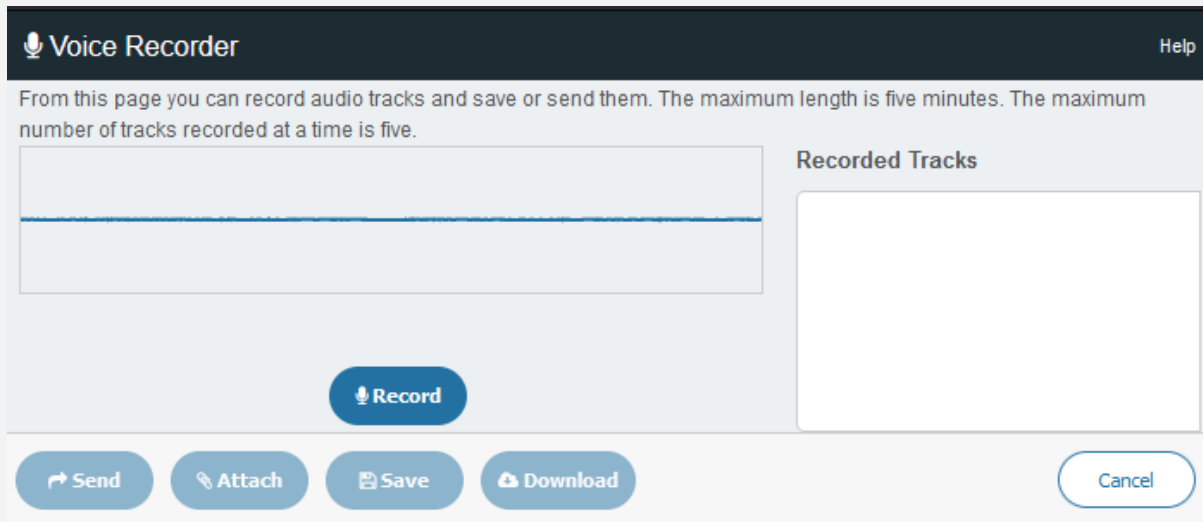 Voice Recorder
Help
From this page you can record audio tracks and save or send them. The maximum length is five minutes. The maximum
number of tracks recorded at a time is five.
Recorded Tracks
Record
Send
Attach
Save
Download
Cancel